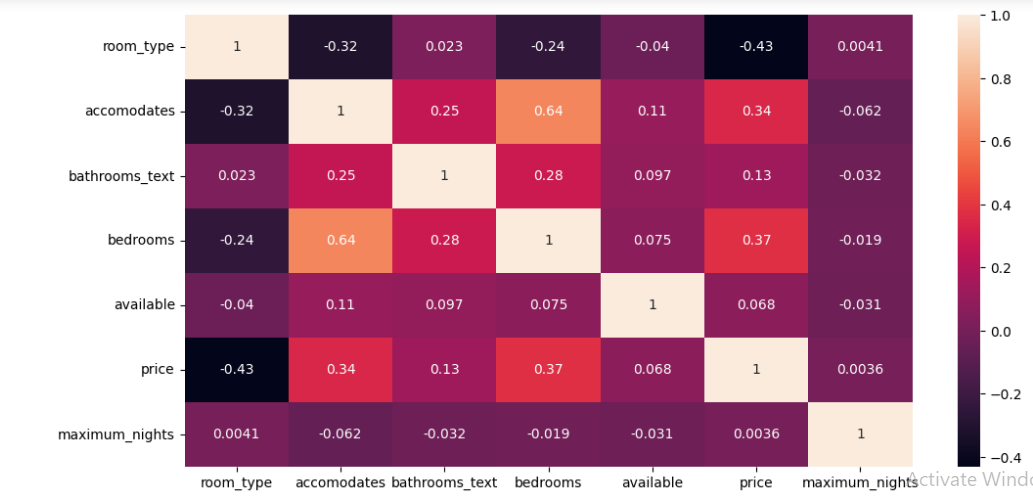 room_type 1 -0.32 0.023 -0.24 -0.04 -0.43 0.0041
accomodates -0.32 1 0.25 0.64 0.11 0.34 -0.062
bathrooms_text 0.023 0.25 1 0.28 0.097 0.13 -0.032
bedrooms -0.24 0.64 0.28 1 0.075 0.37 -0.019
available -0.04 0.11 0.097 0.075 1 0.068 -0.031
price -0.43 0.34 0.13 0.37 0.068 1 0.0036
maximum_nights 0.0041 -0.062 -0.032 -0.019 -0.031 0.0036 1
room_type accomodates bathrooms_text bedrooms available price maximum_nights
1.0
0.8
0.6
0.4
0.2
0.0
−0.2
−0.4
Activate